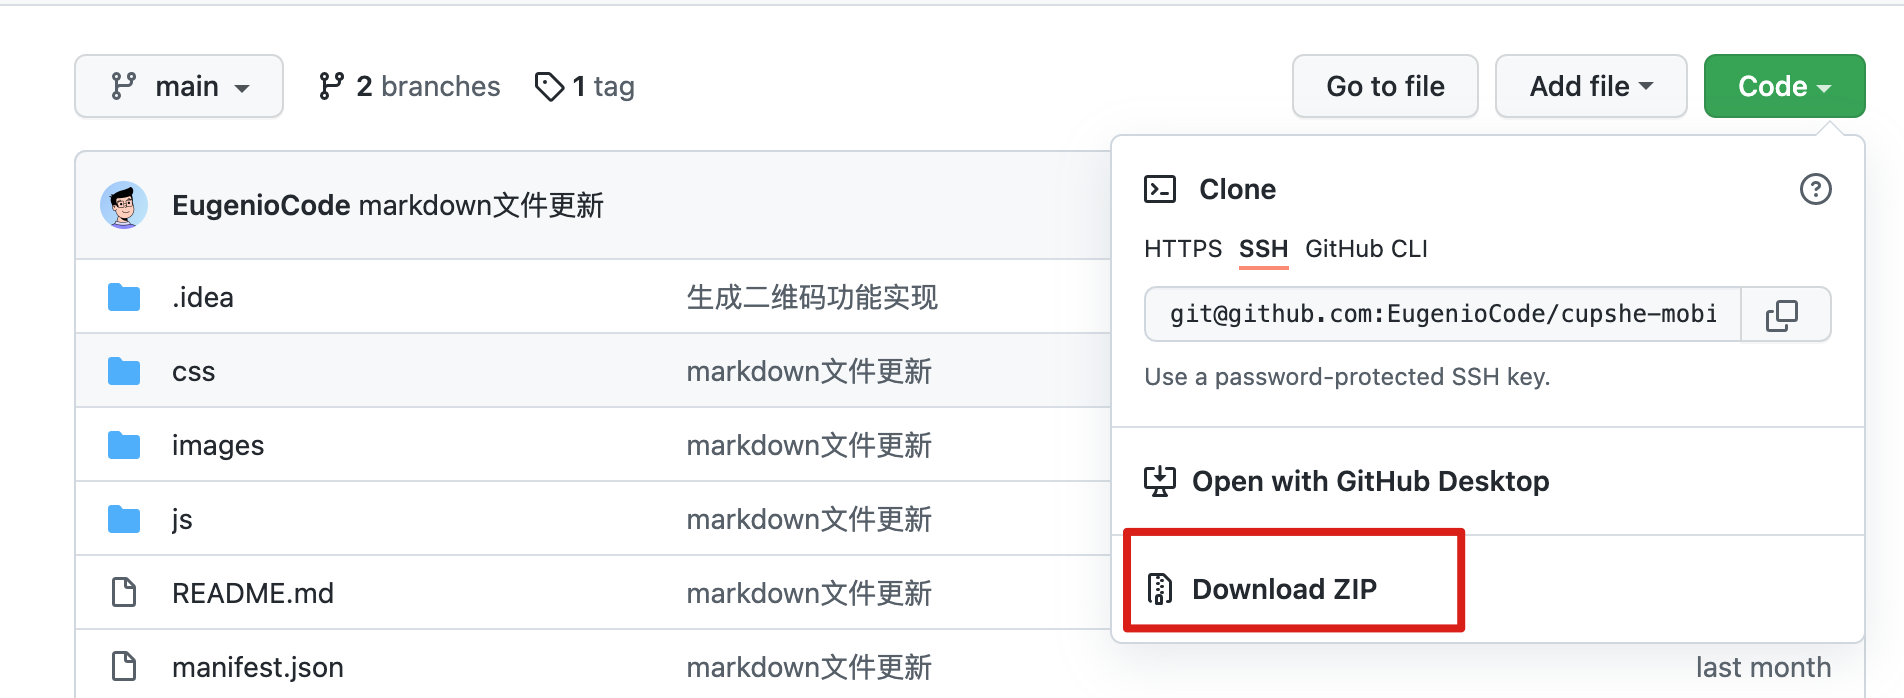 main 2 branches 1 tag Go to file Add file Code
EugenioCode markdown文件更新
.idea 生成二维码功能实现
css markdown文件更新
images markdown文件更新
js markdown文件更新
README.md markdown文件更新
manifest.json markdown文件更新 last month
Clone
HTTPS SSH GitHub CLI
git@github.com:EugenioCode/cupshe-mobi
Use a password-protected SSH key.
Open with GitHub Desktop
Download ZIP